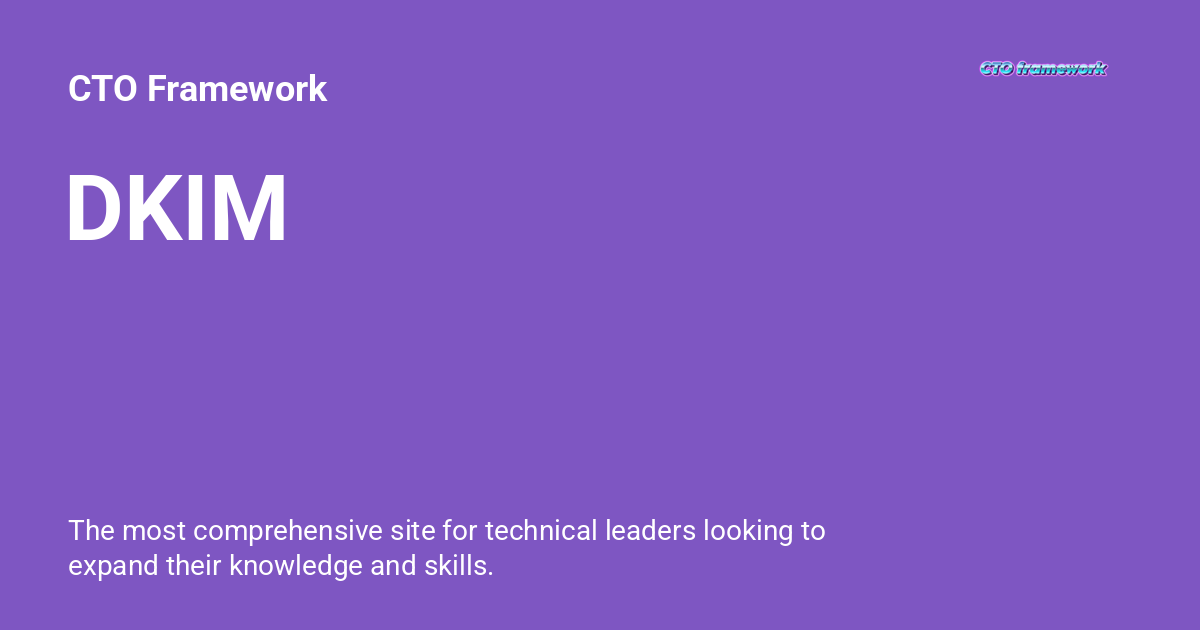 CTO Framework
CTO framework
DKIM
The most comprehensive site for technical leaders looking to
expand their knowledge and skills.